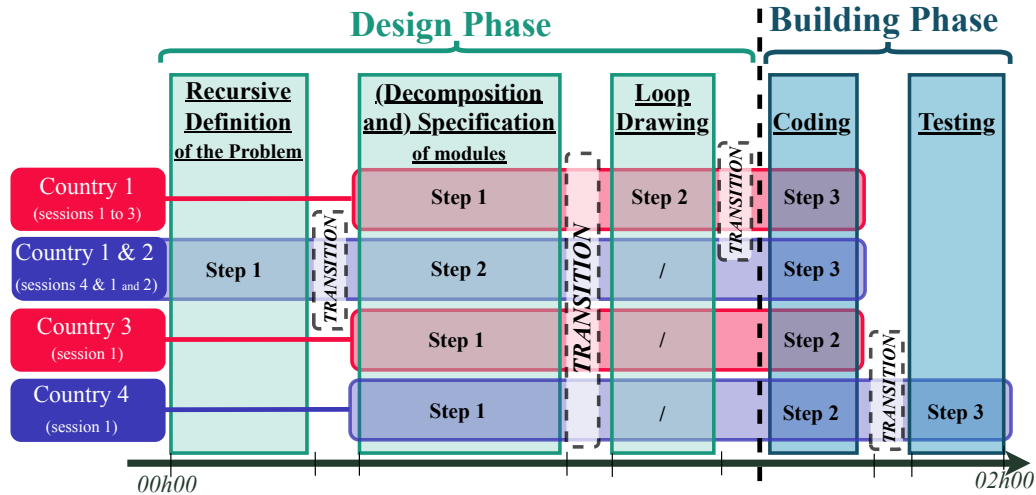 Design Phase
Building Phase
Recursive
Definition
of the Problem
(Decomposition
and) Specification
of modules
Loop
Drawing
Coding
Testing
Country 1
(sessions 1 to 3)
Step 1
TRANSITION
Step 2
TRANSITION
Step 3
Country 1 & 2
(sessions 4 & 1 and 2)
Step 1
TRANSITION
Step 2
/
Step 3
Country 3
(session 1)
Step 1
/
Step 2
Country 4
(session 1)
Step 1
/
Step 2
TRANSITION
Step 3
00h00
02h00